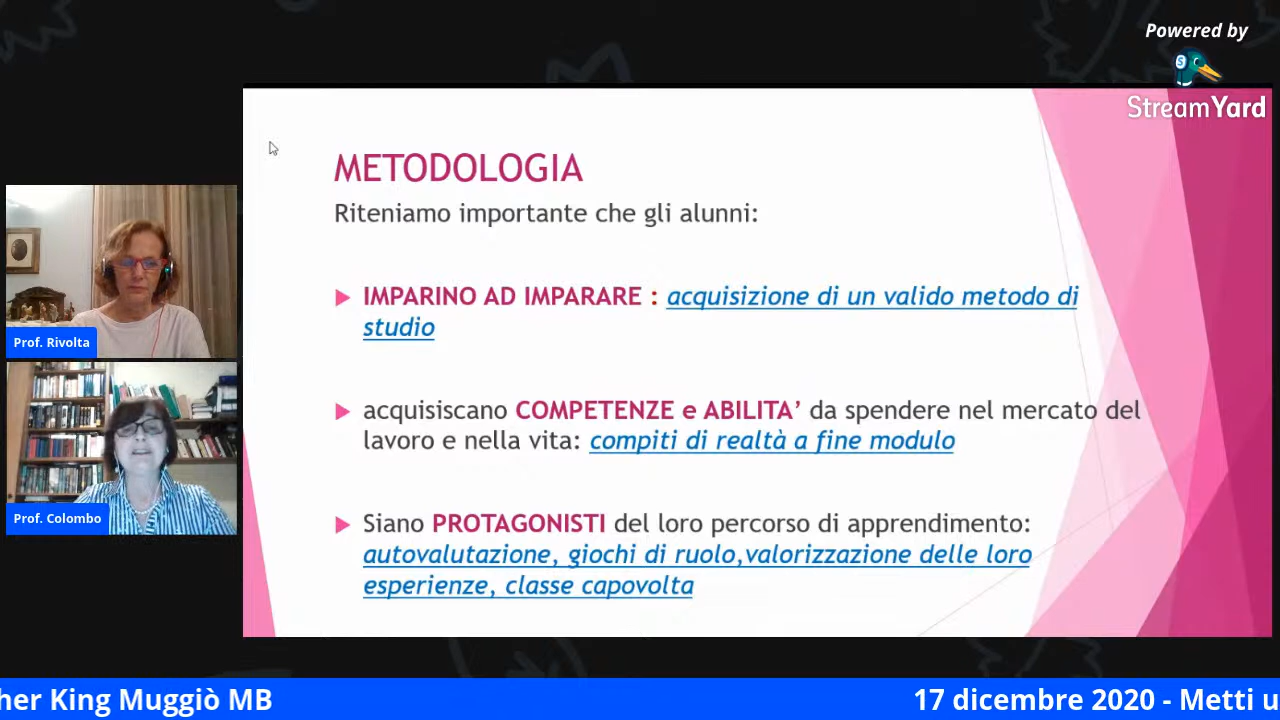 Powered by
StreamYard
METODOLOGIA
Riteniamo importante che gli alunni:
IMPARINO AD IMPARARE : acquisizione di un valido metodo di
studio
acquisiscano COMPETENZE e ABILITA’ da spendere nel mercato del
lavoro e nella vita: compiti di realtà a fine modulo
Siano PROTAGONISTI del loro percorso di apprendimento:
autovalutazione, giochi di ruolo,valorizzazione delle loro
esperienze, classe capovolta
Prof. Rivolta
Prof. Colombo
her King Muggiò MB
17 dicembre 2020 - Metti u